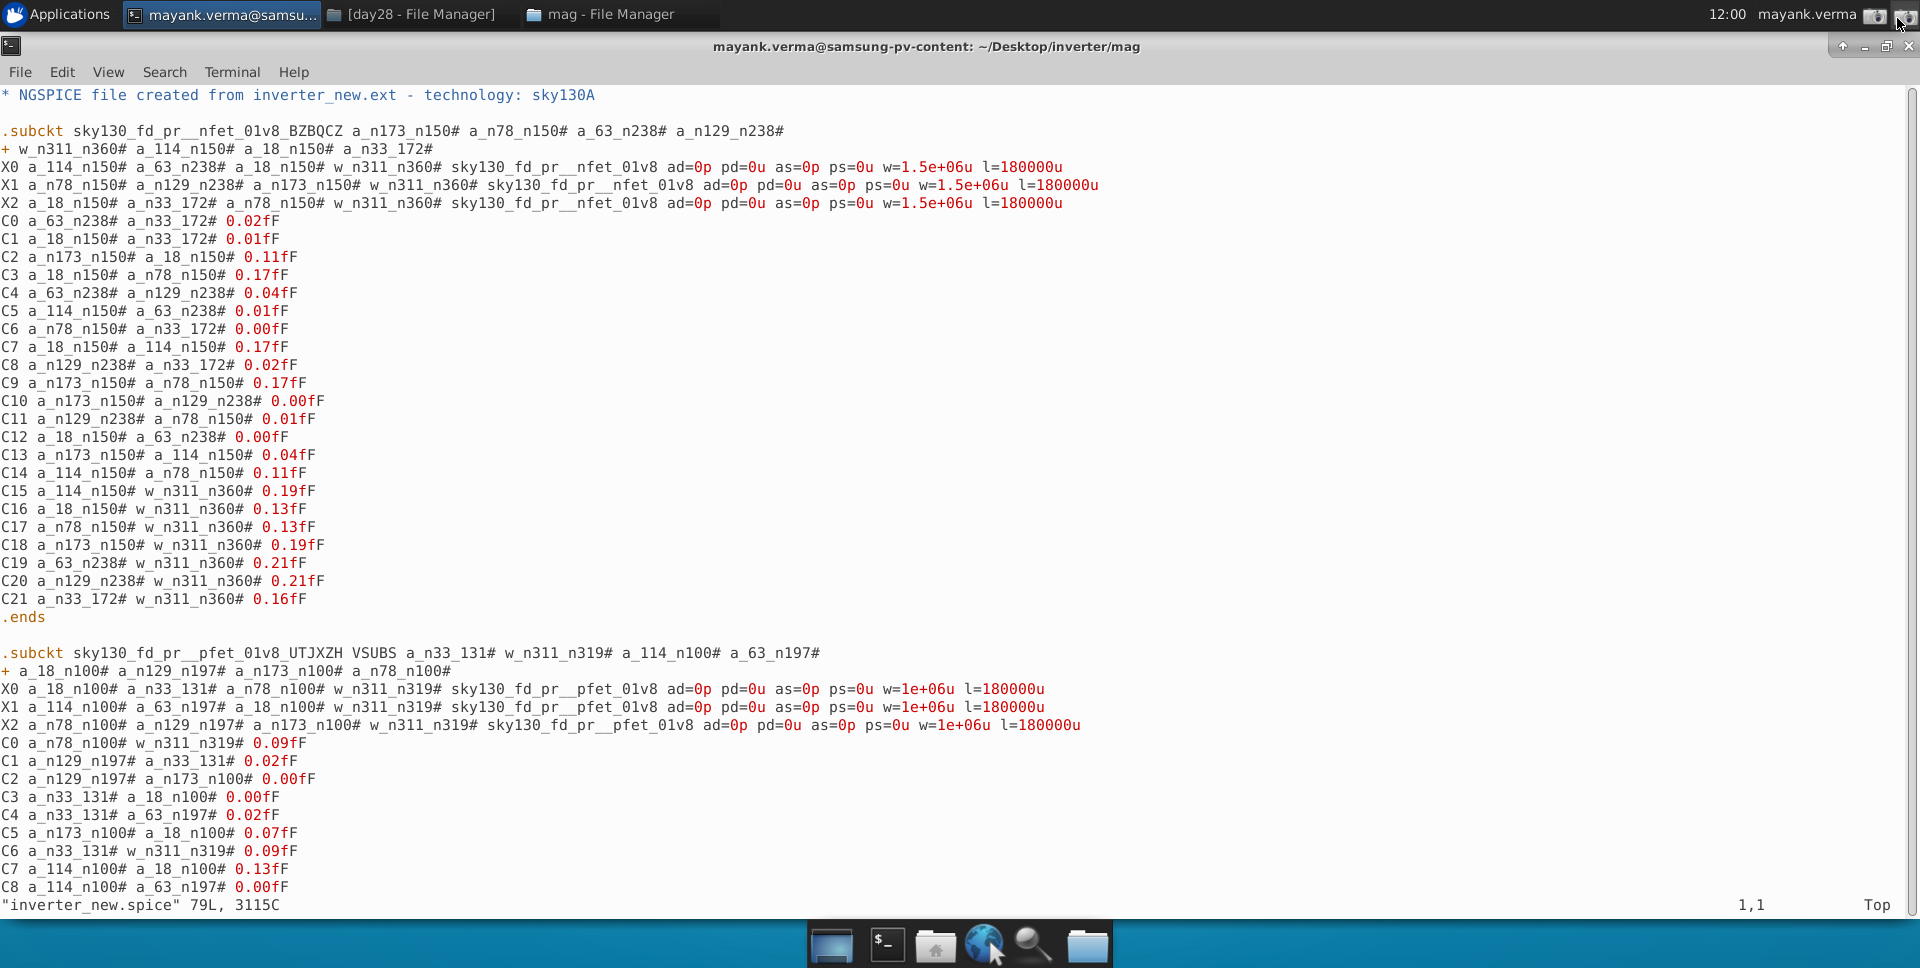 Applications mayank.verma@samsu... [day28 - File Manager] mag - File Manager 12:00 mayank.verma
mayank.verma@samsung-pv-content: ~/Desktop/inverter/mag
File Edit View Search Terminal Help
* NGSPICE file created from inverter_new.ext - technology: sky130A
.subckt sky130_fd_pr__nfet_01v8_BZBQCZ a_n173_n150# a_n78_n150# a_63_n238# a_n129_n238#
+ w_n311_n360# a_114_n150# a_18_n150# a_n33_172#
X0 a_114_n150# a_63_n238# a_18_n150# w_n311_n360# sky130_fd_pr__nfet_01v8 ad=0p pd=0u as=0p ps=0u w=1.5e+06u l=180000u
X1 a_n78_n150# a_n129_n238# a_n173_n150# w_n311_n360# sky130_fd_pr__nfet_01v8 ad=0p pd=0u as=0p ps=0u w=1.5e+06u l=180000u
X2 a_18_n150# a_n33_172# a_n78_n150# w_n311_n360# sky130_fd_pr__nfet_01v8 ad=0p pd=0u as=0p ps=0u w=1.5e+06u l=180000u
C0 a_63_n238# a_n33_172# 0.02fF
C1 a_18_n150# a_n33_172# 0.01fF
C2 a_n173_n150# a_18_n150# 0.11fF
C3 a_18_n150# a_n78_n150# 0.17fF
C4 a_63_n238# a_n129_n238# 0.04fF
C5 a_114_n150# a_63_n238# 0.01fF
C6 a_n78_n150# a_n33_172# 0.00fF
C7 a_18_n150# a_114_n150# 0.17fF
C8 a_n129_n238# a_n33_172# 0.02fF
C9 a_n173_n150# a_n78_n150# 0.17fF
C10 a_n173_n150# a_n129_n238# 0.00fF
C11 a_n129_n238# a_n78_n150# 0.01fF
C12 a_18_n150# a_63_n238# 0.00fF
C13 a_n173_n150# a_114_n150# 0.04fF
C14 a_114_n150# a_n78_n150# 0.11fF
C15 a_114_n150# w_n311_n360# 0.19fF
C16 a_18_n150# w_n311_n360# 0.13fF
C17 a_n78_n150# w_n311_n360# 0.13fF
C18 a_n173_n150# w_n311_n360# 0.19fF
C19 a_63_n238# w_n311_n360# 0.21fF
C20 a_n129_n238# w_n311_n360# 0.21fF
C21 a_n33_172# w_n311_n360# 0.16fF
.ends
.subckt sky130_fd_pr__pfet_01v8_UTJXZH VSUBS a_n33_131# w_n311_n319# a_114_n100# a_63_n197#
+ a_18_n100# a_n129_n197# a_n173_n100# a_n78_n100#
X0 a_18_n100# a_n33_131# a_n78_n100# w_n311_n319# sky130_fd_pr__pfet_01v8 ad=0p pd=0u as=0p ps=0u w=1e+06u l=180000u
X1 a_114_n100# a_63_n197# a_18_n100# w_n311_n319# sky130_fd_pr__pfet_01v8 ad=0p pd=0u as=0p ps=0u w=1e+06u l=180000u
X2 a_n78_n100# a_n129_n197# a_n173_n100# w_n311_n319# sky130_fd_pr__pfet_01v8 ad=0p pd=0u as=0p ps=0u w=1e+06u l=180000u
C0 a_n78_n100# w_n311_n319# 0.09fF
C1 a_n129_n197# a_n33_131# 0.02fF
C2 a_n129_n197# a_n173_n100# 0.00fF
C3 a_n33_131# a_18_n100# 0.00fF
C4 a_n33_131# a_63_n197# 0.02fF
C5 a_n173_n100# a_18_n100# 0.07fF
C6 a_n33_131# w_n311_n319# 0.09fF
C7 a_114_n100# a_18_n100# 0.13fF
C8 a_114_n100# a_63_n197# 0.00fF
"inverter_new.spice" 79L, 3115C 1,1 Top